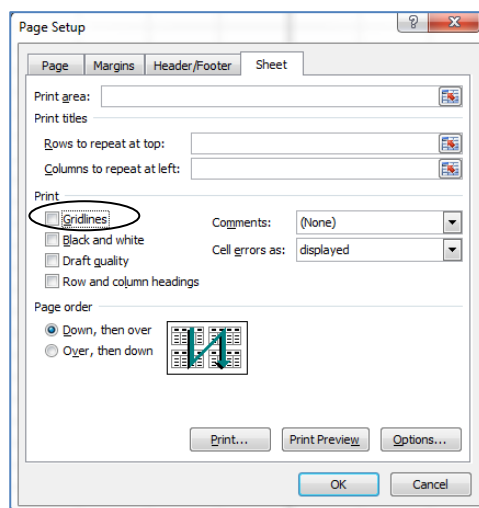 Page Setup
Page Margins Header/Footer Sheet
Print area:
Print titles
Rows to repeat at top:
Columns to repeat at left:
Print
Gridlines Comments: (None)
Black and white Cell errors as: displayed
Draft quality
Row and column headings
Page order
Down, then over
Over, then down
Print... Print Preview Options...
OK Cancel